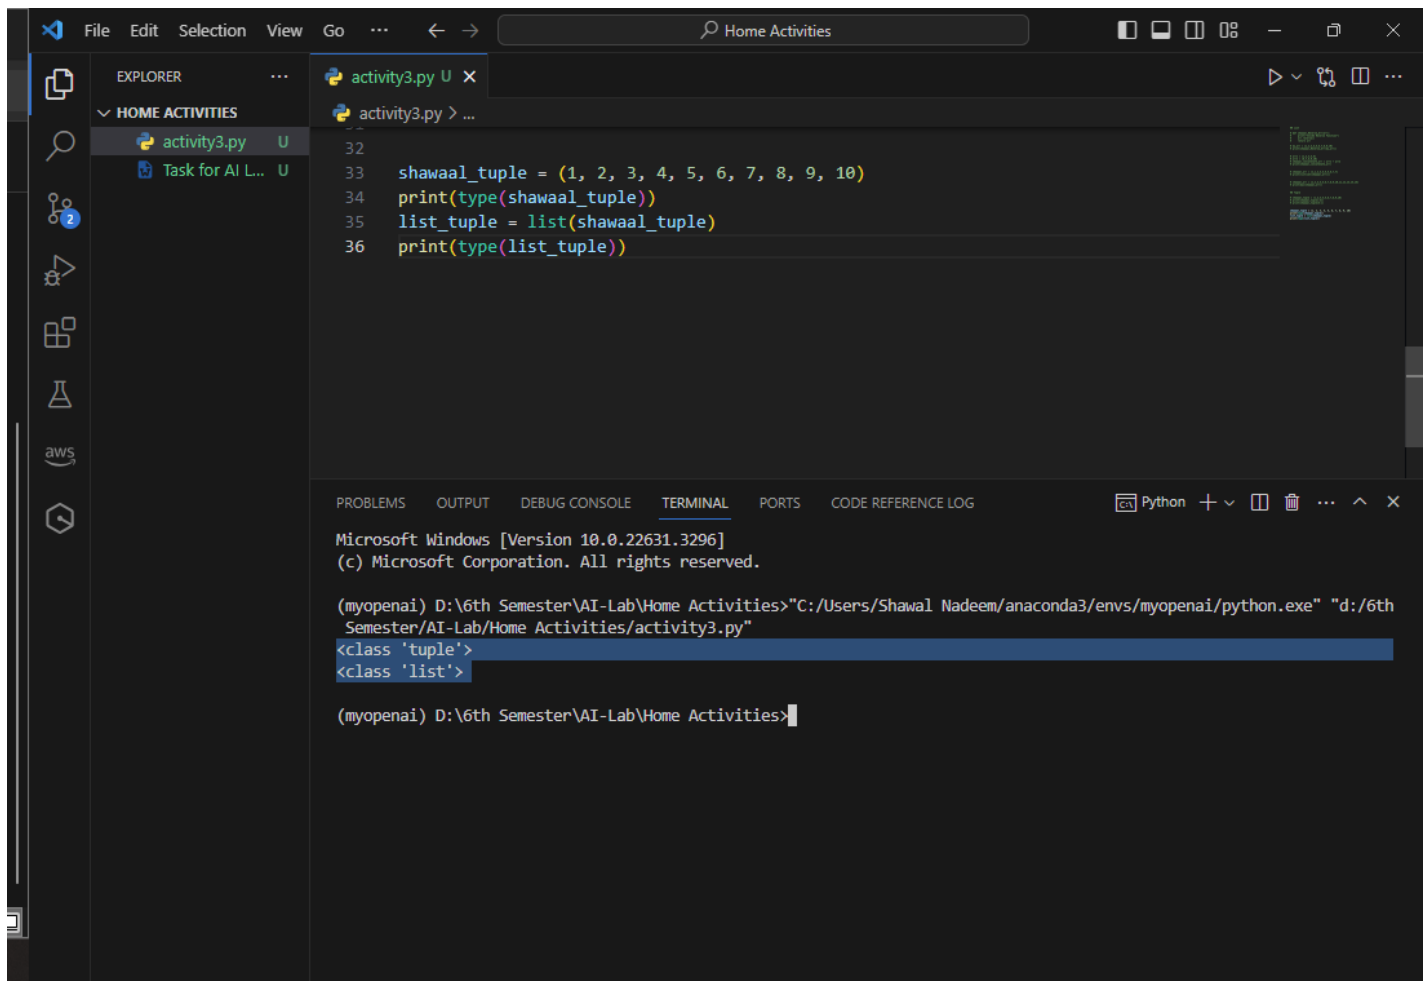 File Edit Selection View Go ··· Home Activities
EXPLORER ···
HOME ACTIVITIES
activity3.py U
Task for AI L... U
2
aws
activity3.py U
activity3.py > ...
32
33 shawaal_tuple = (1, 2, 3, 4, 5, 6, 7, 8, 9, 10)
34 print(type(shawaal_tuple))
35 list_tuple = list(shawaal_tuple)
36 print(type(list_tuple))
PROBLEMS OUTPUT DEBUG CONSOLE TERMINAL PORTS CODE REFERENCE LOG Python
Microsoft Windows [Version 10.0.22631.3296]
(c) Microsoft Corporation. All rights reserved.
(myopenai) D:\6th Semester\AI-Lab\Home Activities>"C:/Users/Shawal Nadeem/anaconda3/envs/myopenai/python.exe" "d:/6th
Semester/AI-Lab/Home Activities/activity3.py"
<class 'tuple'>
<class 'list'>
(myopenai) D:\6th Semester\AI-Lab\Home Activities>